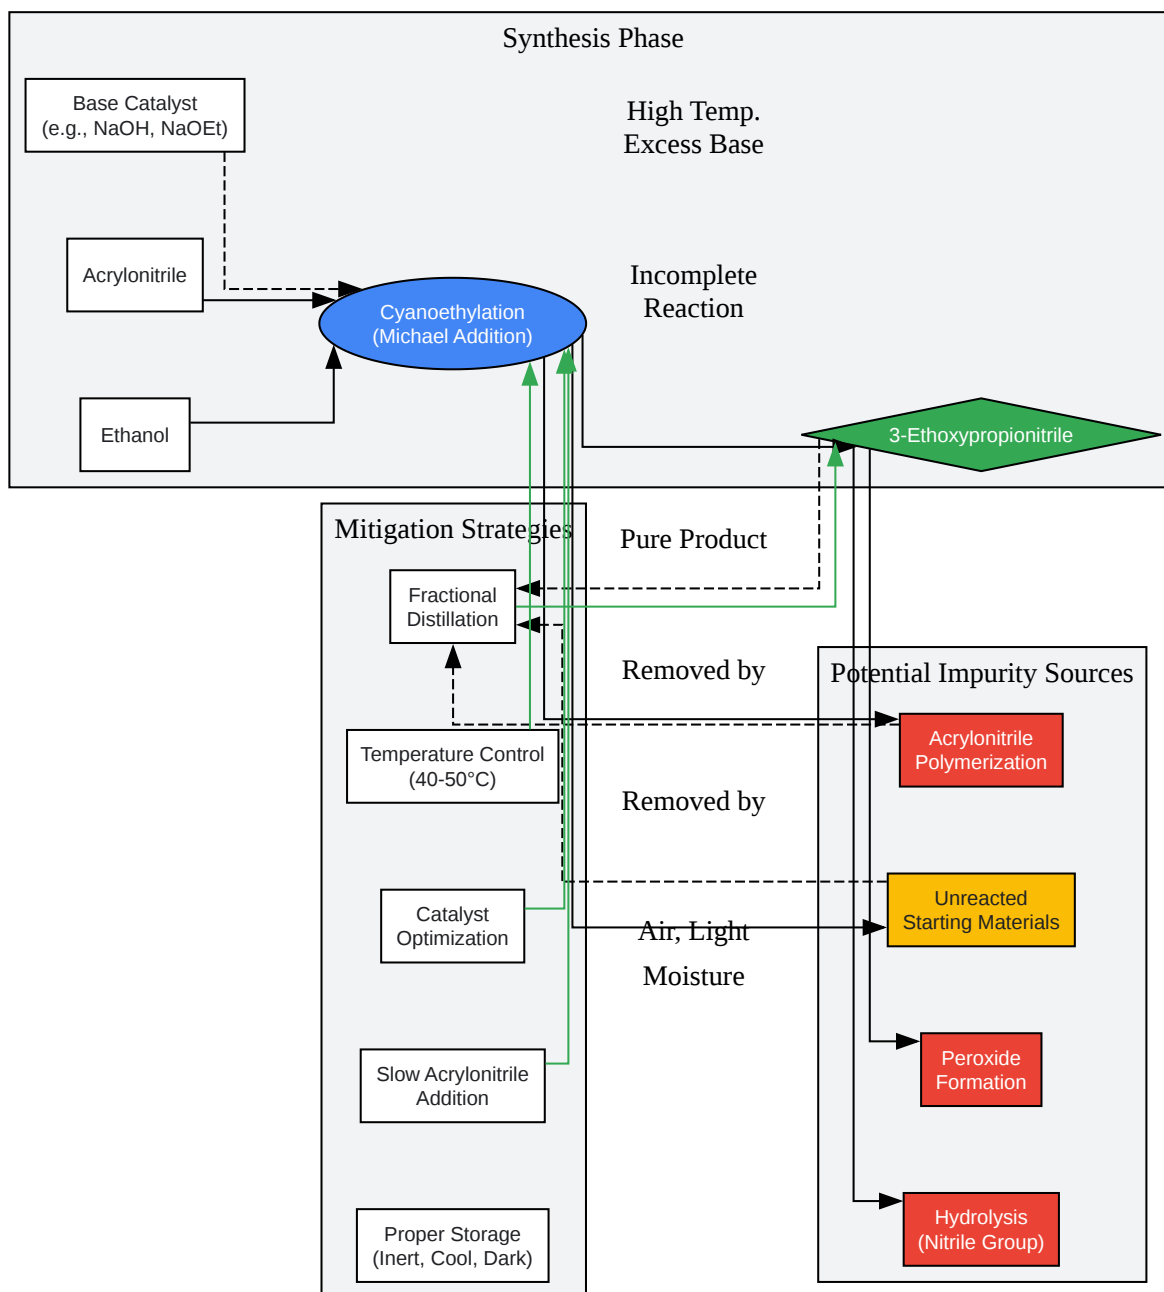 Synthesis Phase
Base Catalyst
(e.g., NaOH, NaOEt)
High Temp.
Excess Base
Acrylonitrile
Incomplete
Reaction
Cyanoethylation
(Michael Addition)
Ethanol
3-Ethoxypropionitrile
Mitigation Strategies
Pure Product
Fractional
Distillation
Removed by
Potential Impurity Sources
Acrylonitrile
Polymerization
Temperature Control
(40-50°C)
Removed by
Unreacted
Starting Materials
Catalyst
Optimization
Air, Light
Moisture
Peroxide
Formation
Slow Acrylonitrile
Addition
Hydrolysis
(Nitrile Group)
Proper Storage
(Inert, Cool, Dark)